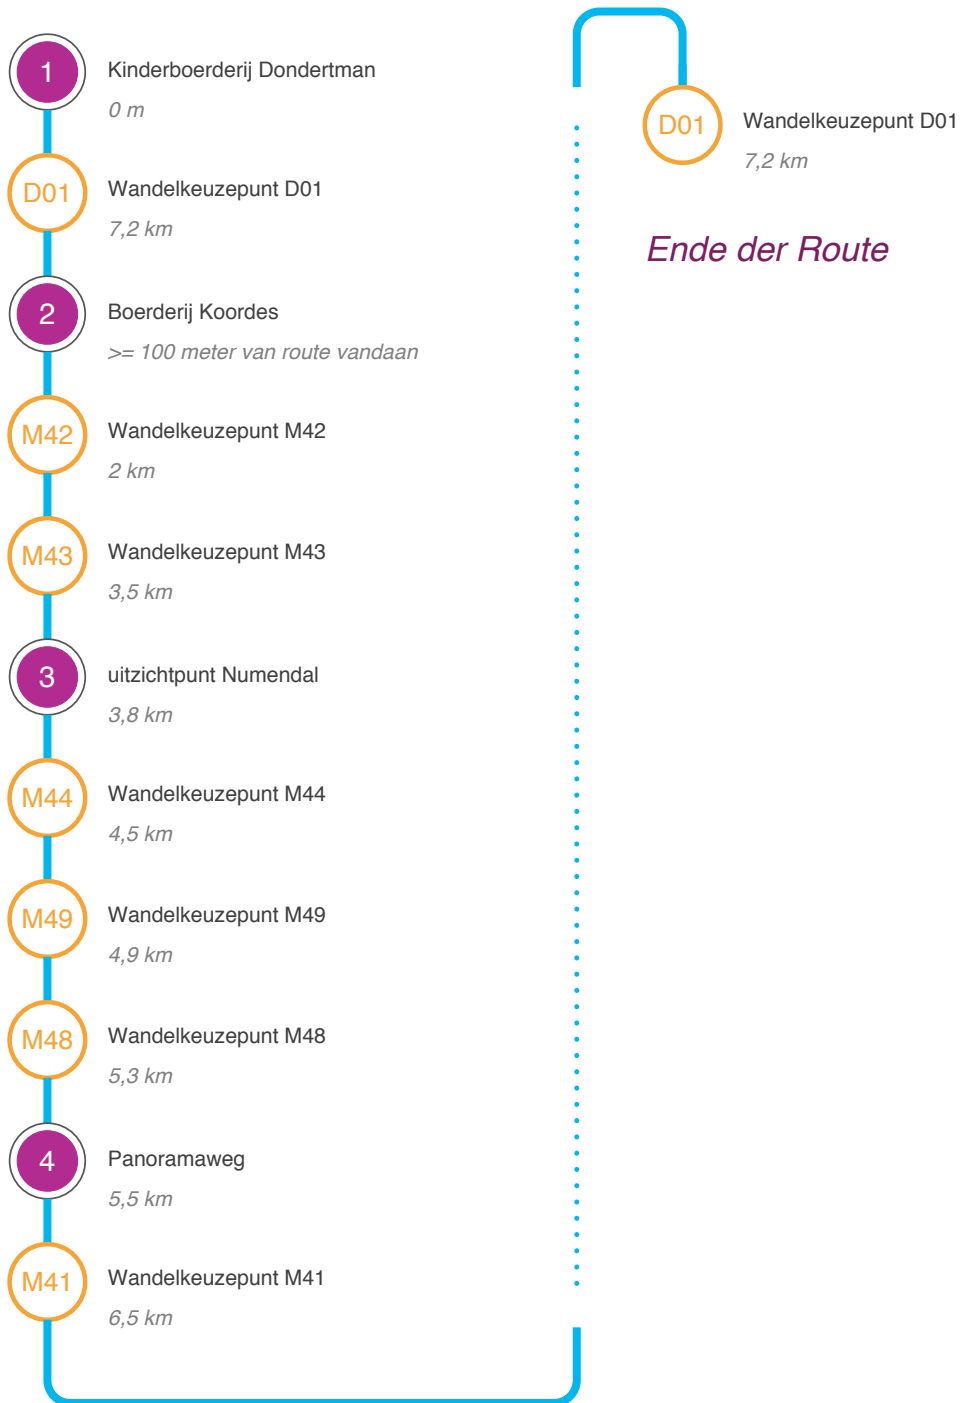 1
Kinderboerderij Dondertman
0 m
D01
Wandelkeuzepunt D01
7,2 km
2
Boerderij Koordes
>= 100 meter van route vandaan
M42
Wandelkeuzepunt M42
2 km
M43
Wandelkeuzepunt M43
3,5 km
3
uitzichtpunt Numendal
3,8 km
M44
Wandelkeuzepunt M44
4,5 km
M49
Wandelkeuzepunt M49
4,9 km
M48
Wandelkeuzepunt M48
5,3 km
4
Panoramaweg
5,5 km
M41
Wandelkeuzepunt M41
6,5 km
D01
Wandelkeuzepunt D01
7,2 km
Ende der Route